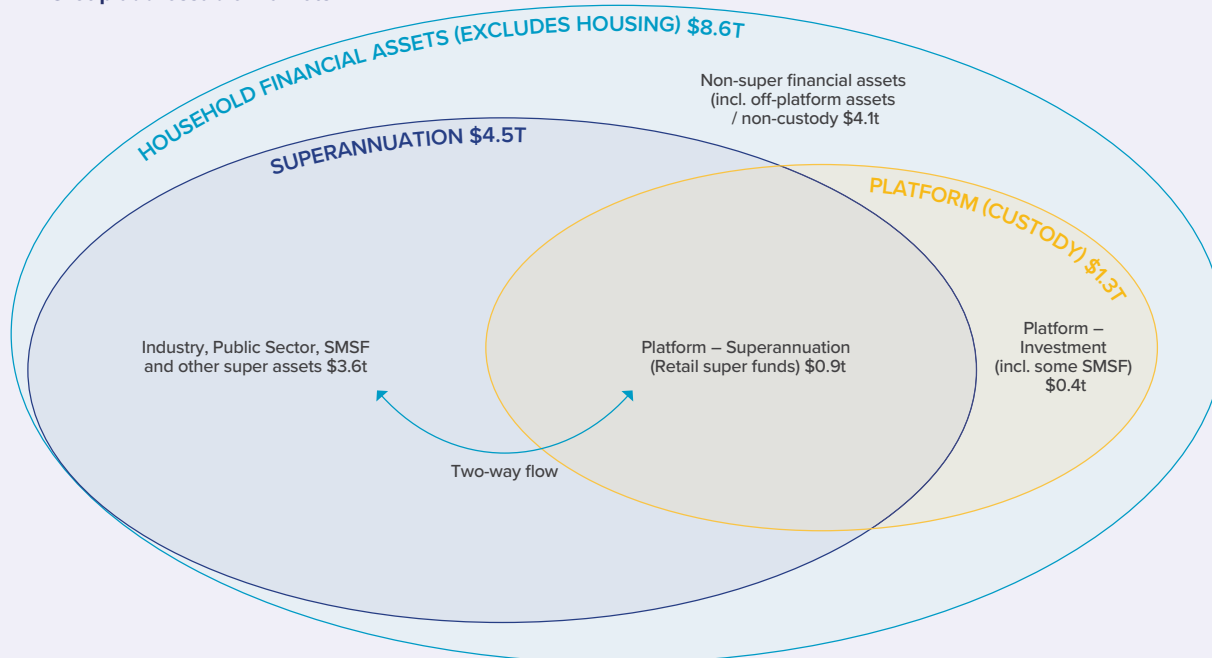 HOUSEHOLD FINANCIAL ASSETS (EXCLUDES HOUSING) $8.6T
Non-super financial assets
(incl. off-platform assets
/ non-custody $4.1t
SUPERANNUATION $4.5T
PLATFORM (CUSTODY) $1.3T
Industry, Public Sector, SMSF
and other super assets $3.6t
Platform – Superannuation
(Retail super funds) $0.9t
Platform –
Investment
(incl. some SMSF)
$0.4t
Two-way flow